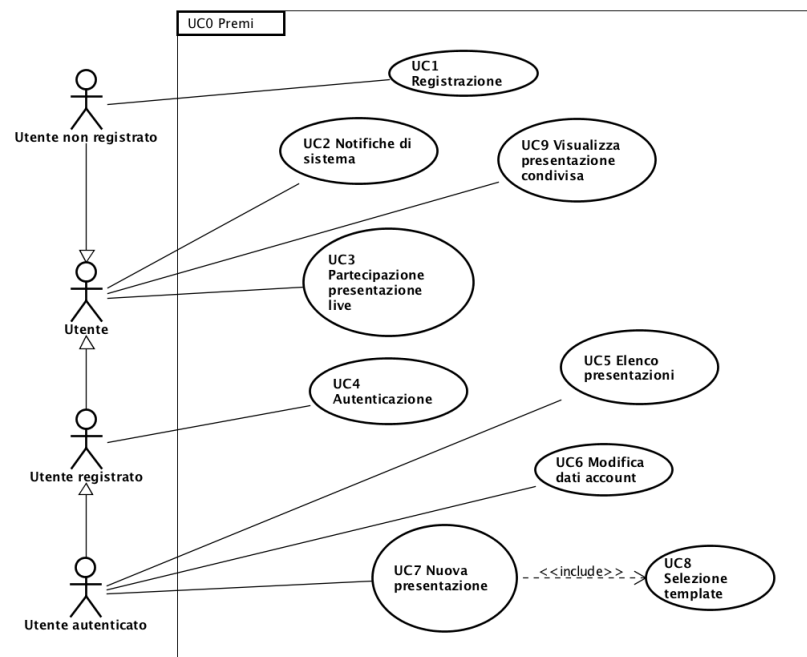 UC0 Premi
UC1
Registrazione
Utente non registrato
UC2 Notifiche di
sistema
UC9 Visualizza
presentazione
condivisa
UC3
Partecipazione
presentazione
live
Utente
UC5 Elenco
presentazioni
UC4
Autenticazione
Utente registrato
UC6 Modifica
dati account
UC7 Nuova
presentazione
<<include>>
UC8
Selezione
template
Utente autenticato